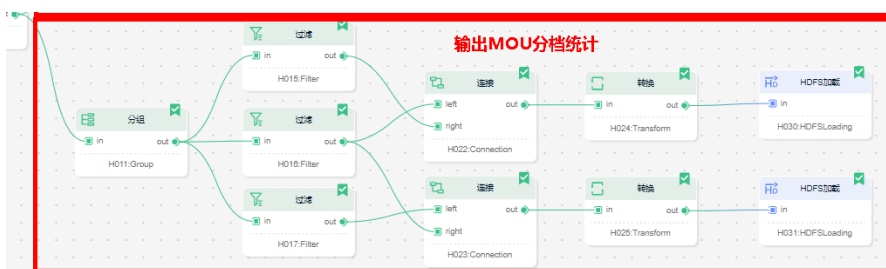 输出MOU分档统计
过滤
in
out
H015:Filter
分组
in
out
H011:Group
过滤
in
out
H016:Filter
过滤
in
out
H017:Filter
连接
left
out
right
H022:Connection
转换
in
out
H024:Transform
HDFS加载
in
H030:HDFSLoading
连接
left
out
right
H023:Connection
转换
in
out
H025:Transform
HDFS加载
in
H031:HDFSLoading